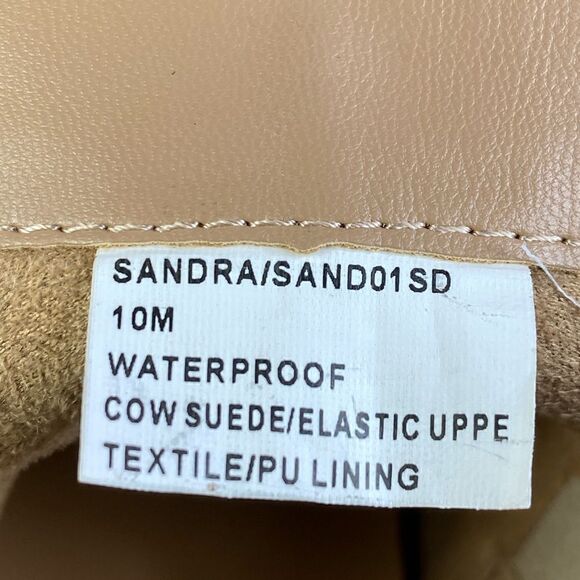 SANDRA/SAND01SD
10M
WATERPROOF
COW SUEDE/ELASTIC UPPE
TEXTILE/PU LINING